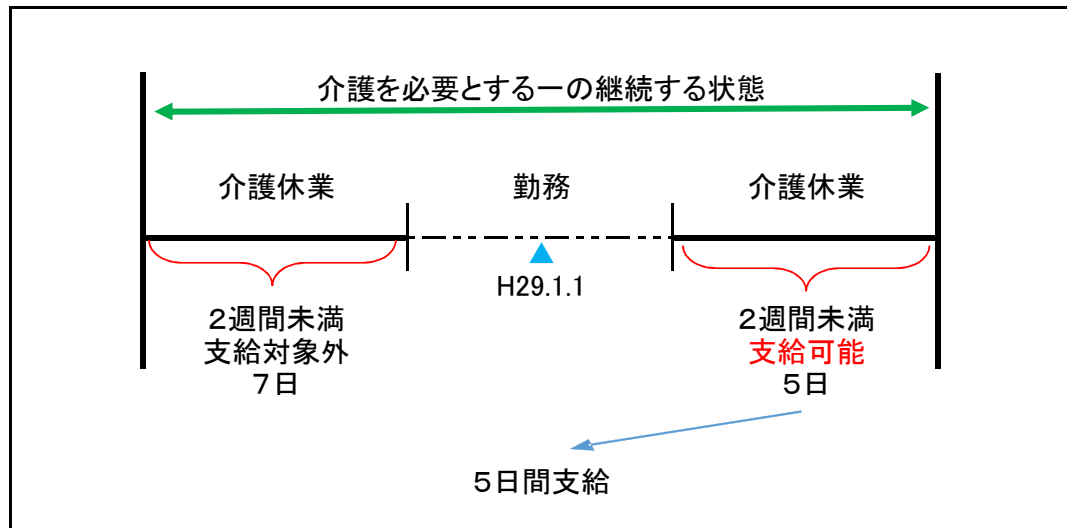 介護を必要とする一の継続する状態
介護休業
勤務
介護休業
H29.1.1
２週間未満
支給対象外
７日
２週間未満
支給可能
５日
５日間支給